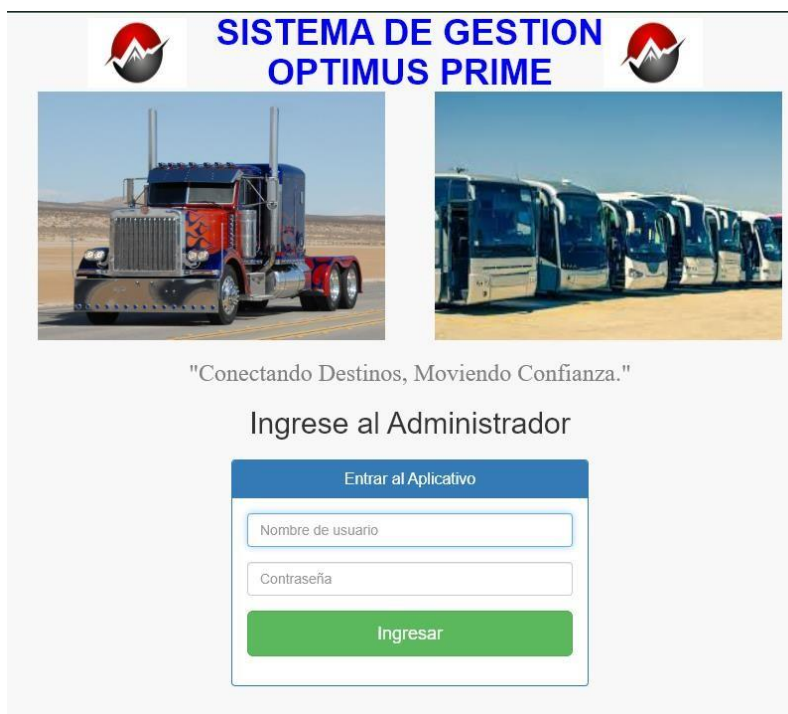 SISTEMA DE GESTION
OPTIMUS PRIME
"Conectando Destinos, Moviendo Confianza."
Ingrese al Administrador
Entrar al Aplicativo
Nombre de usuario
Contraseña
Ingresar